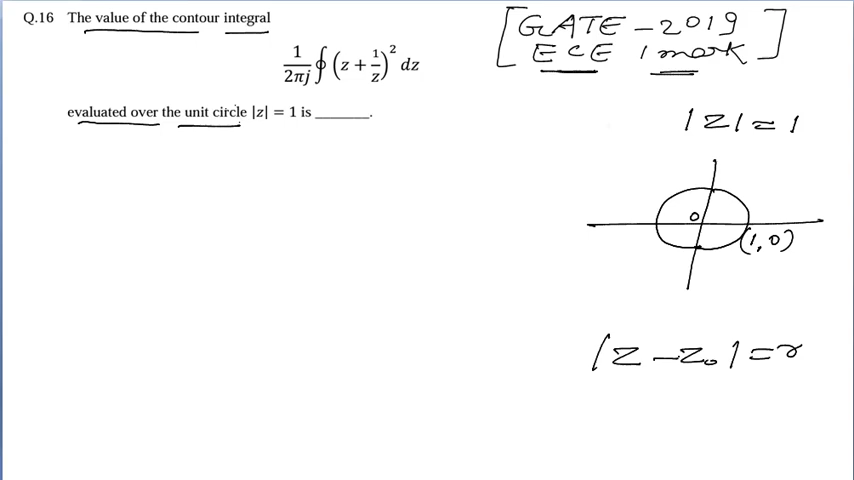 Q.16 The value of the contour integral
1/2πj ∮ (z + 1/z)² dz
evaluated over the unit circle |z| = 1 is ______.
[GATE - 2019
ECE 1 mark]
|z| = 1
0
(1, 0)
|z - z₀| = r